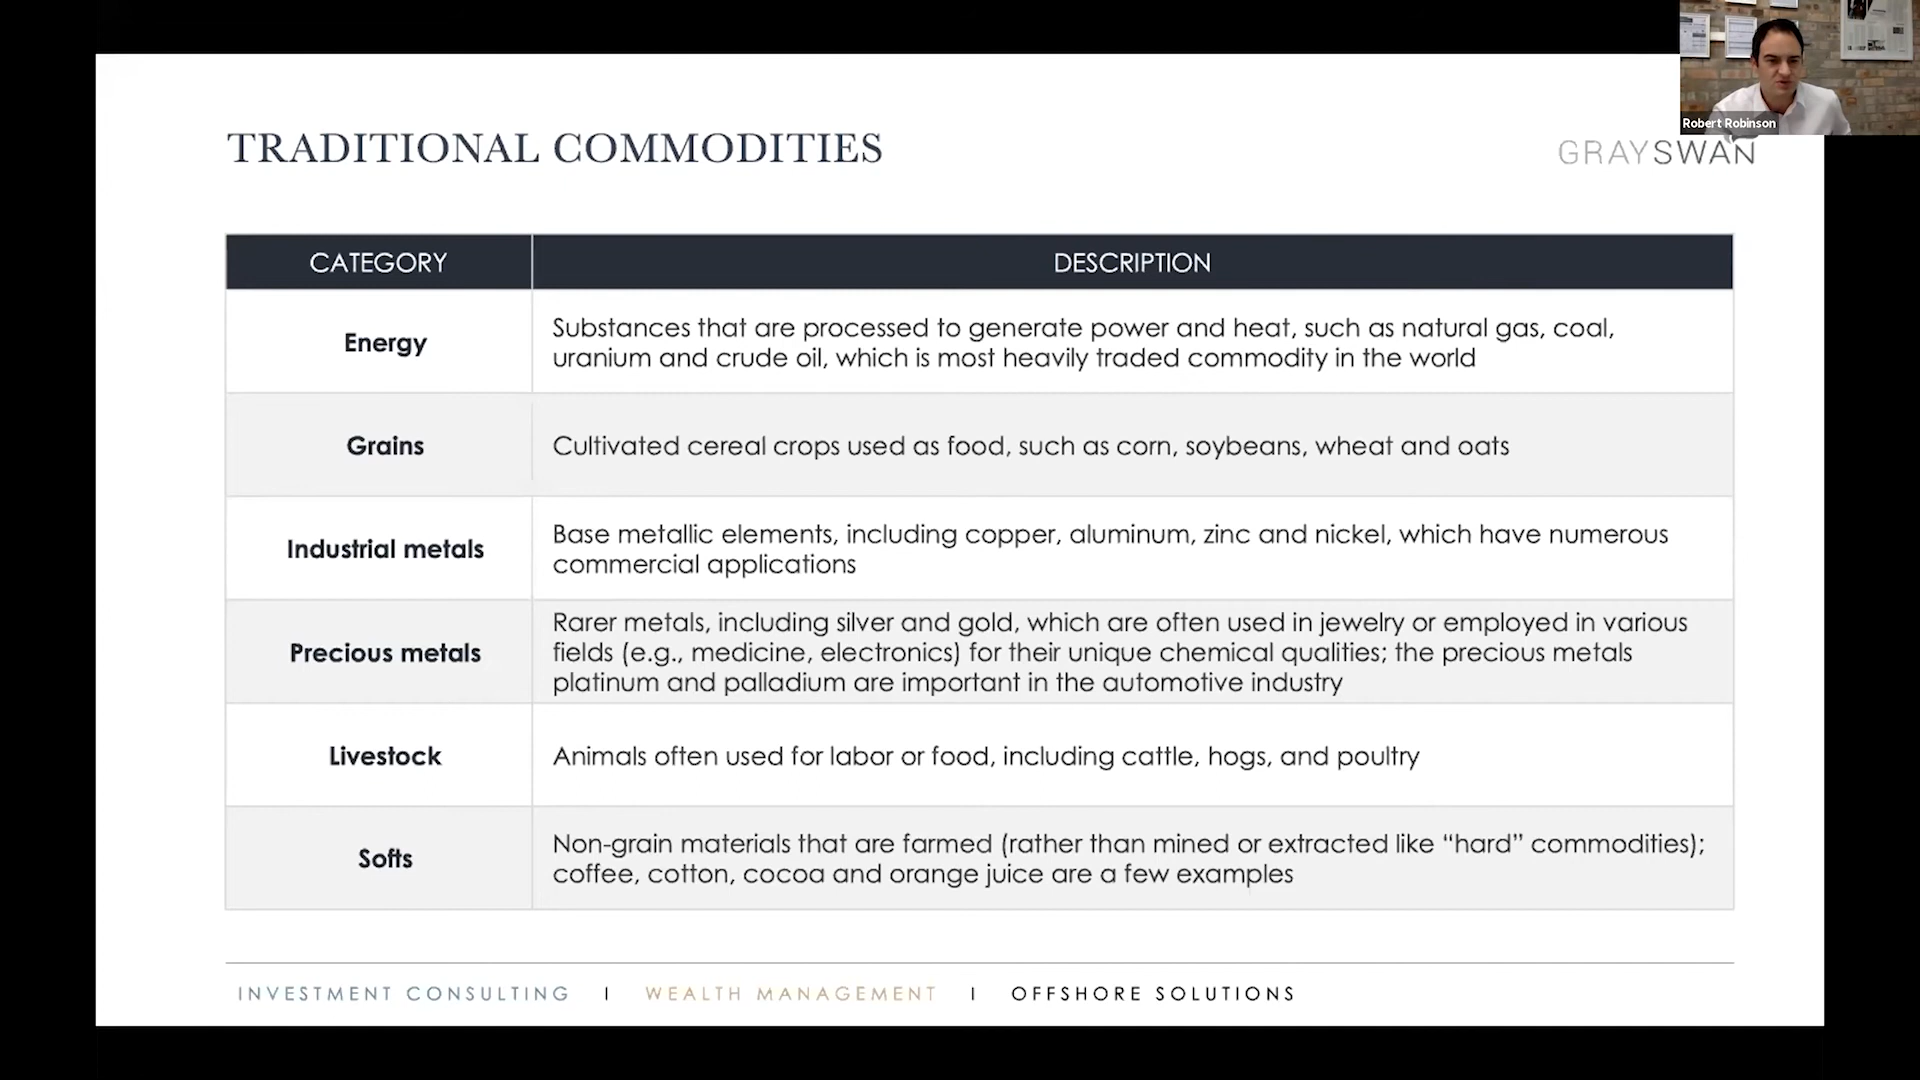 Robert Robinson
TRADITIONAL COMMODITIES
GRAYSWAN
CATEGORY
DESCRIPTION
Energy
Substances that are processed to generate power and heat, such as natural gas, coal,
uranium and crude oil, which is most heavily traded commodity in the world
Grains
Cultivated cereal crops used as food, such as corn, soybeans, wheat and oats
Industrial metals
Base metallic elements, including copper, aluminum, zinc and nickel, which have numerous
commercial applications
Precious metals
Rarer metals, including silver and gold, which are often used in jewelry or employed in various
fields (e.g., medicine, electronics) for their unique chemical qualities; the precious metals
platinum and palladium are important in the automotive industry
Livestock
Animals often used for labor or food, including cattle, hogs, and poultry
Softs
Non-grain materials that are farmed (rather than mined or extracted like “hard” commodities);
coffee, cotton, cocoa and orange juice are a few examples
INVESTMENT CONSULTING | WEALTH MANAGEMENT | OFFSHORE SOLUTIONS